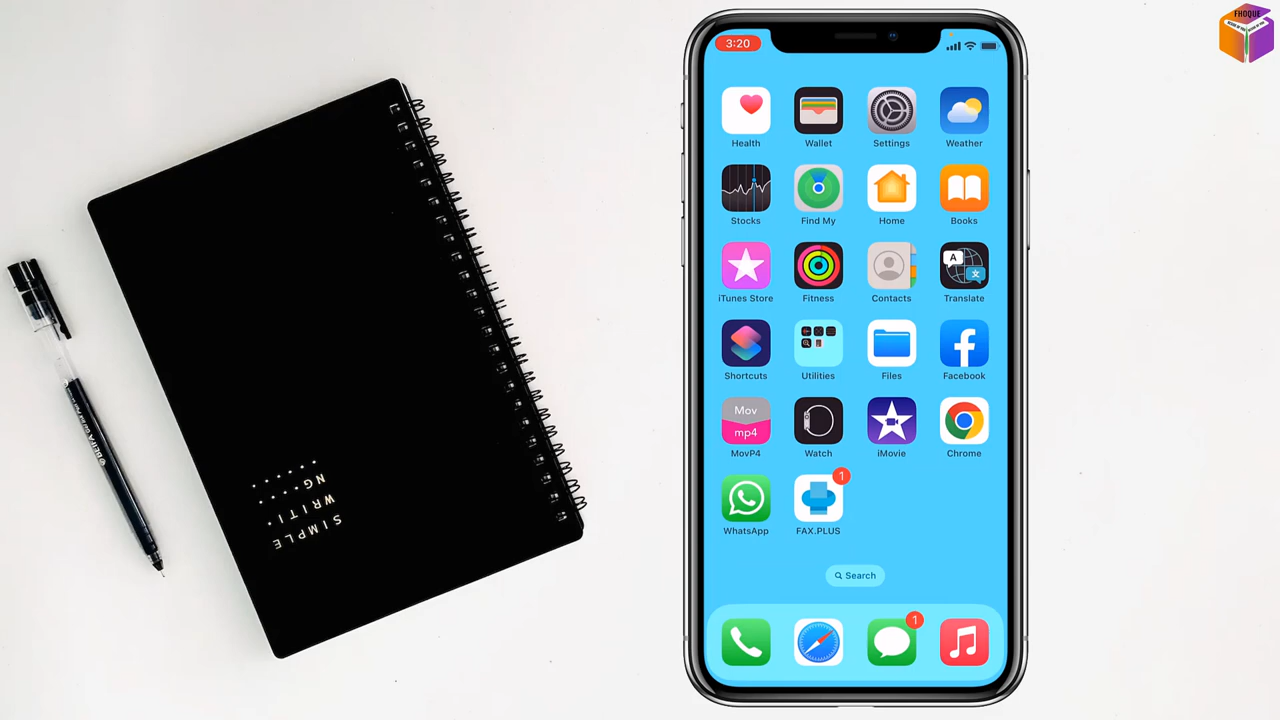 3:20
Health
Wallet
Settings
Weather
Stocks
Find My
Home
Books
iTunes Store
Fitness
Contacts
Translate
Shortcuts
Utilities
Files
Facebook
Mov
mp4
MovP4
Watch
iMovie
Chrome
WhatsApp
1
FAX.PLUS
Search
1
SIMPLE
WRITI
NG
FHOQUE